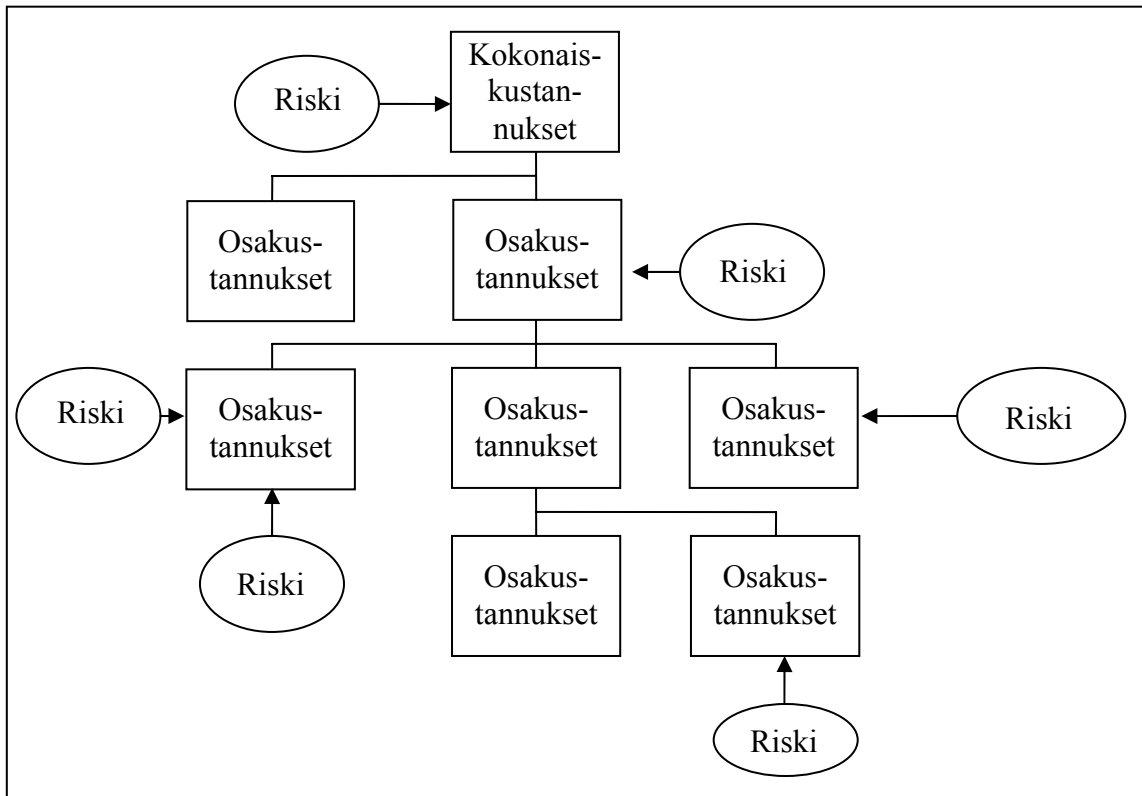 Kokonais-
kustan-
nukset
Riski
Osakus-
tannukset
Osakus-
tannukset
Riski
Riski
Osakus-
tannukset
Osakus-
tannukset
Osakus-
tannukset
Riski
Riski
Osakus-
tannukset
Osakus-
tannukset
Riski